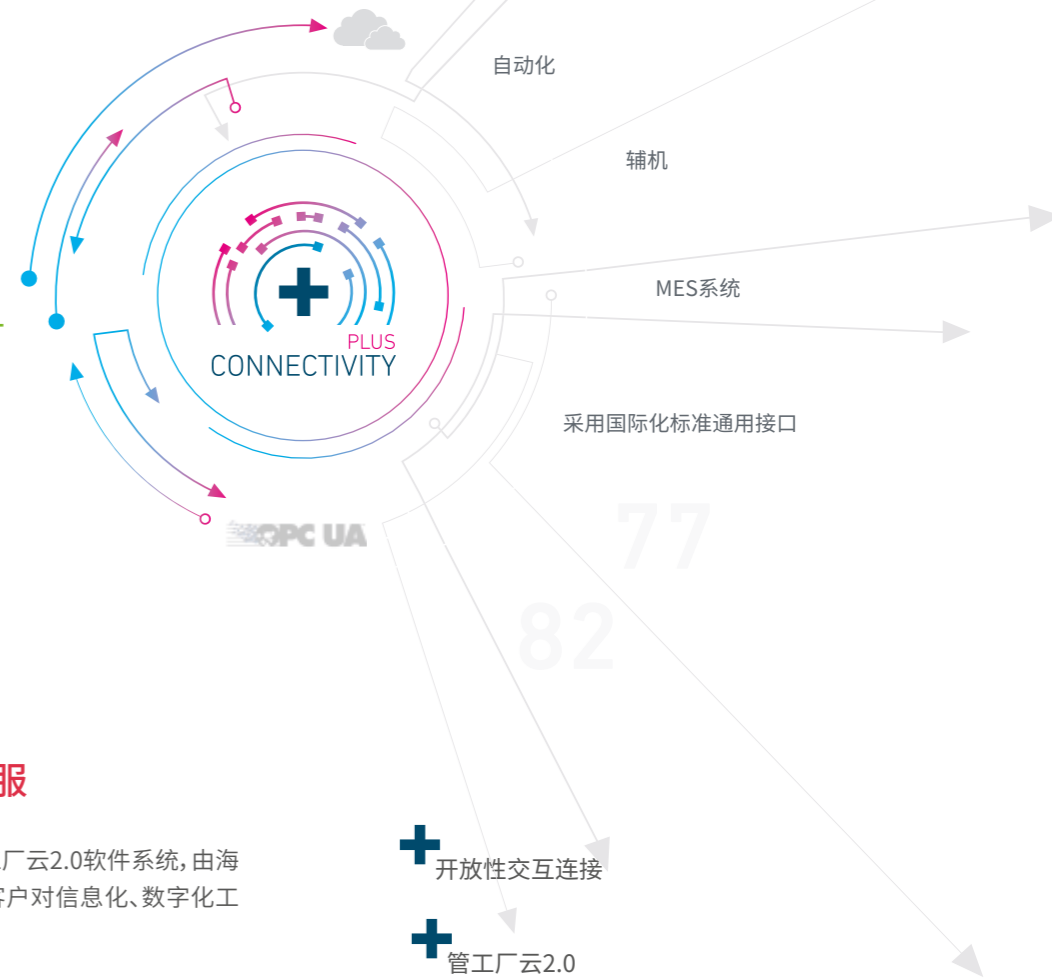 自动化
辅机
MES系统
PLUS
CONNECTIVITY
采用国际化标准通用接口
OPC UA
77
82
服
厂云2.0软件系统，由海
客户对信息化、数字化工
开放性交互连接
管工厂云2.0